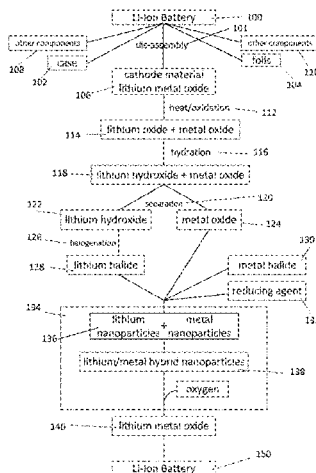 Li-Ion Battery
100
dis-assembly
101
other components
case
other components
foils
102
104
cathode material
lithium metal oxide
106
heat/oxidation
112
lithium oxide + metal oxide
114
hydration
116
lithium hydroxide + metal oxide
118
separation
120
122
lithium hydroxide
metal oxide
124
126
halogenation
128
lithium halide
metal halide
130
reducing agent
134
lithium
metal
+
nanoparticles
nanoparticles
136
lithium/metal hybrid nanoparticles
138
oxygen
lithium metal oxide
Li-Ion Battery
150